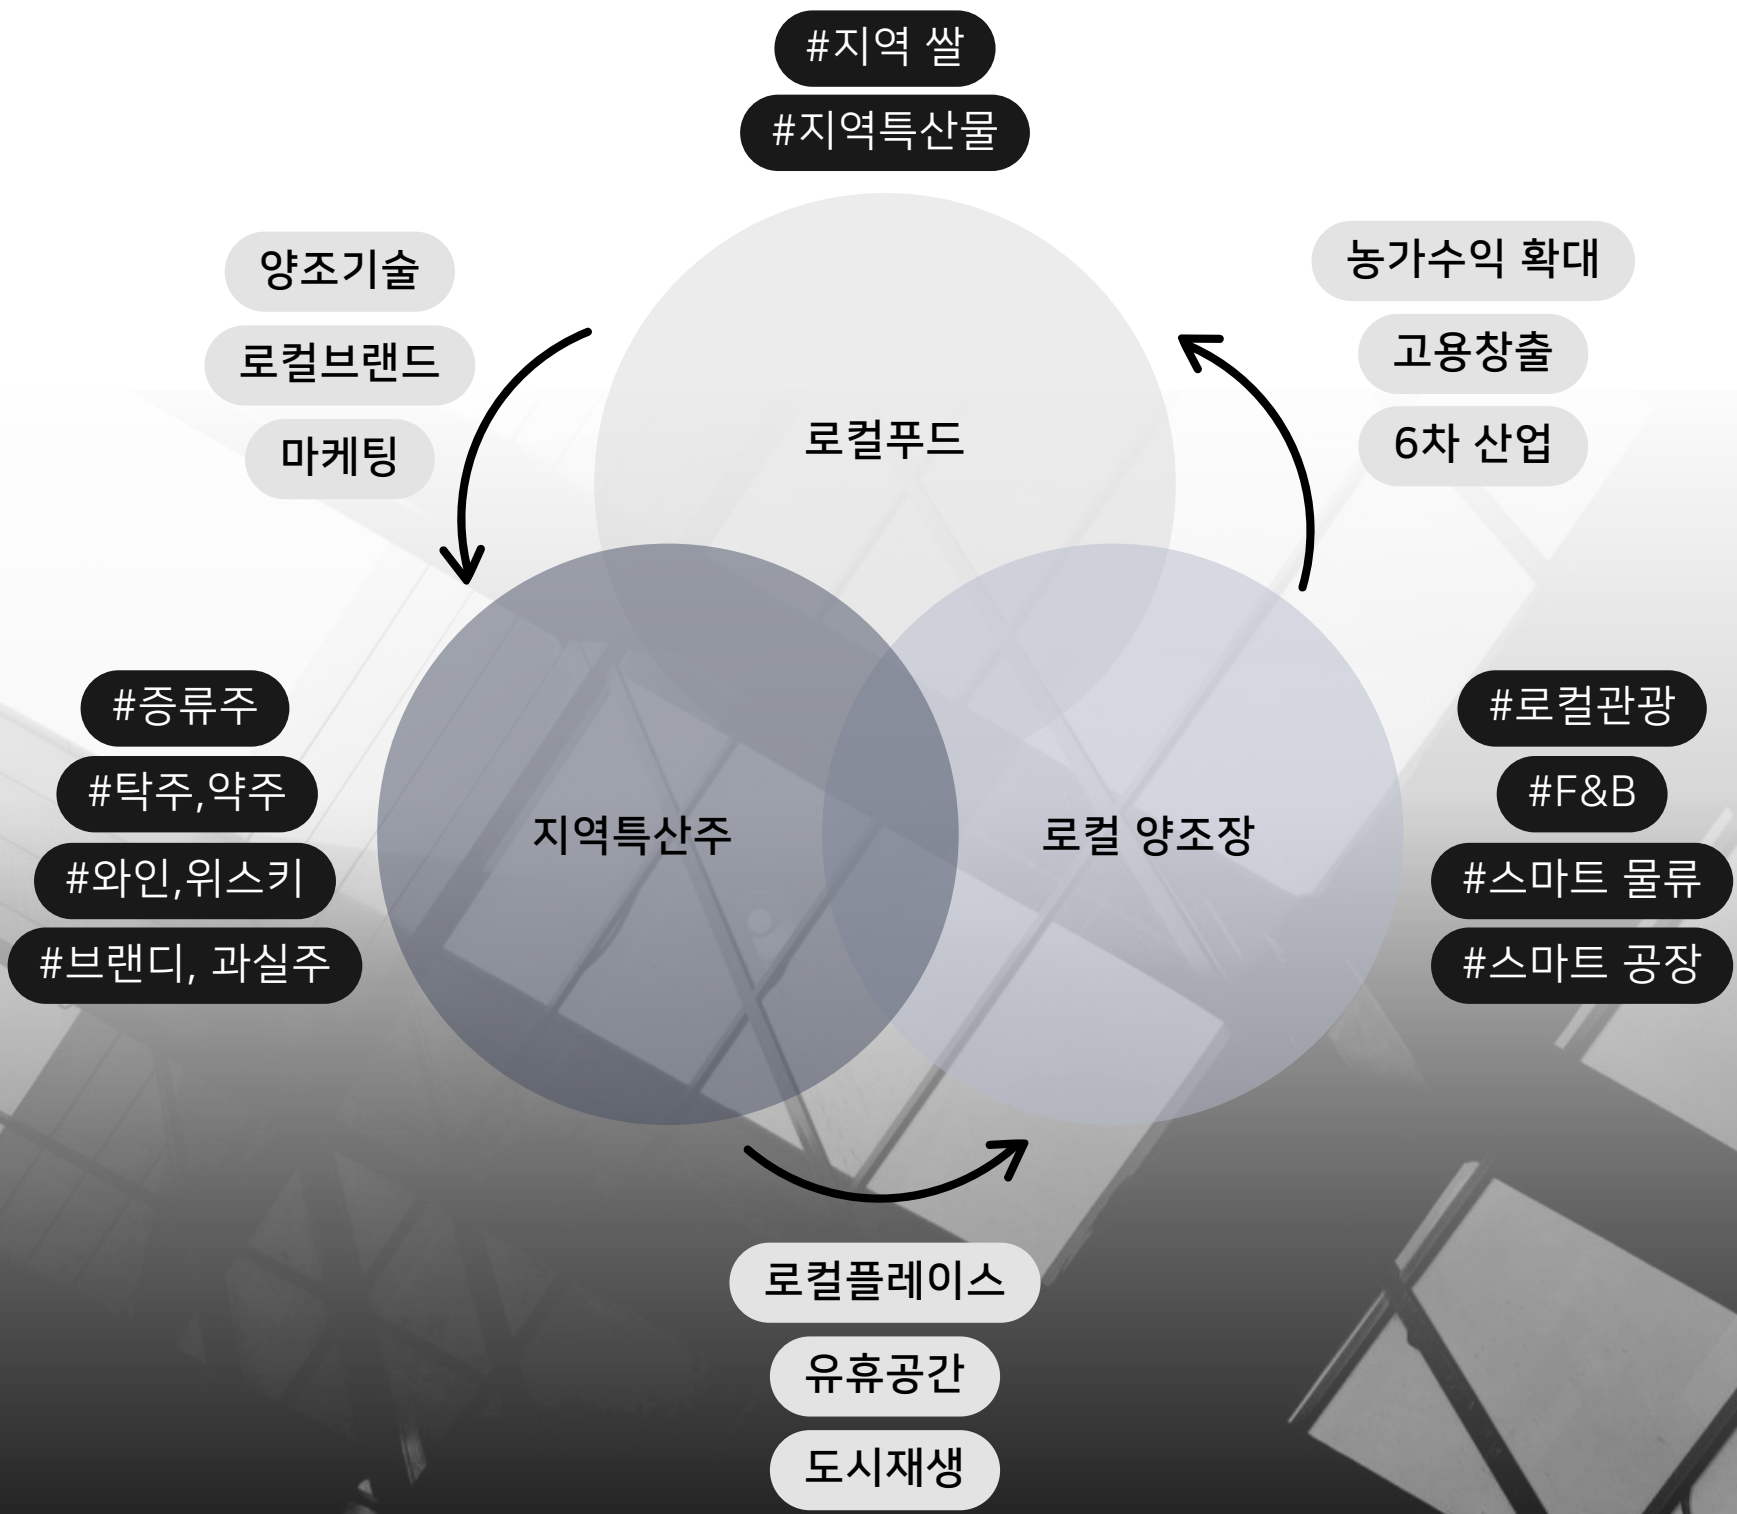 #지역 쌀
#지역특산물
양조기술
로컬브랜드
마케팅
농가수익 확대
고용창출
6차 산업
로컬푸드
#증류주
#탁주,약주
#와인,위스키
#브랜디, 과실주
지역특산주
로컬 양조장
#로컬관광
#F&B
#스마트 물류
#스마트 공장
로컬플레이스
유휴공간
도시재생